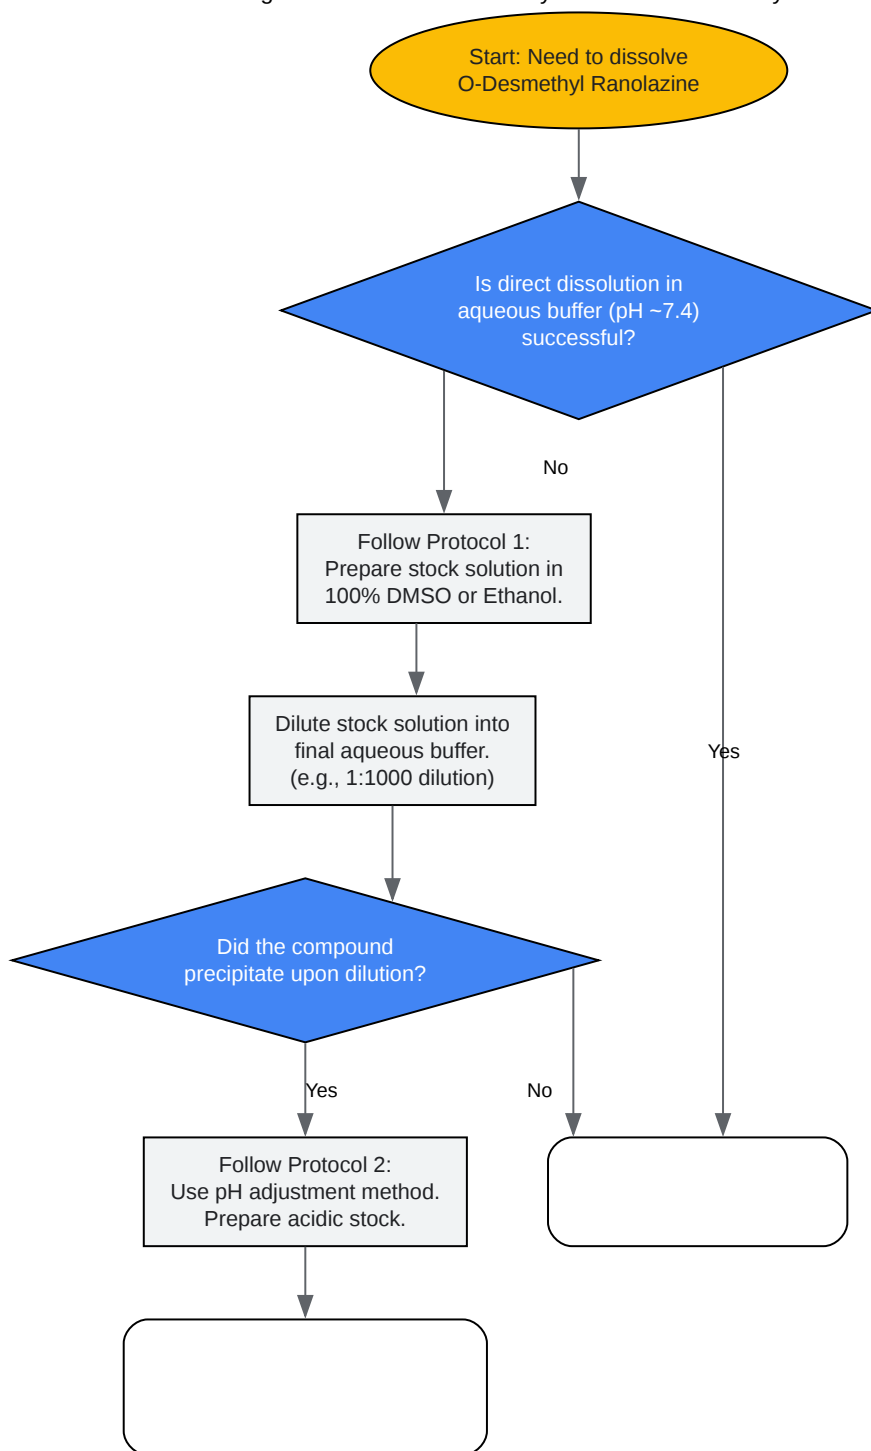 Start: Need to dissolve
O-Desmethyl Ranolazine
Is direct dissolution in
aqueous buffer (pH ~7.4)
successful?
No
Follow Protocol 1:
Prepare stock solution in
100% DMSO or Ethanol.
Dilute stock solution into
final aqueous buffer.
(e.g., 1:1000 dilution)
Yes
Did the compound
precipitate upon dilution?
Yes
No
Follow Protocol 2:
Use pH adjustment method.
Prepare acidic stock.